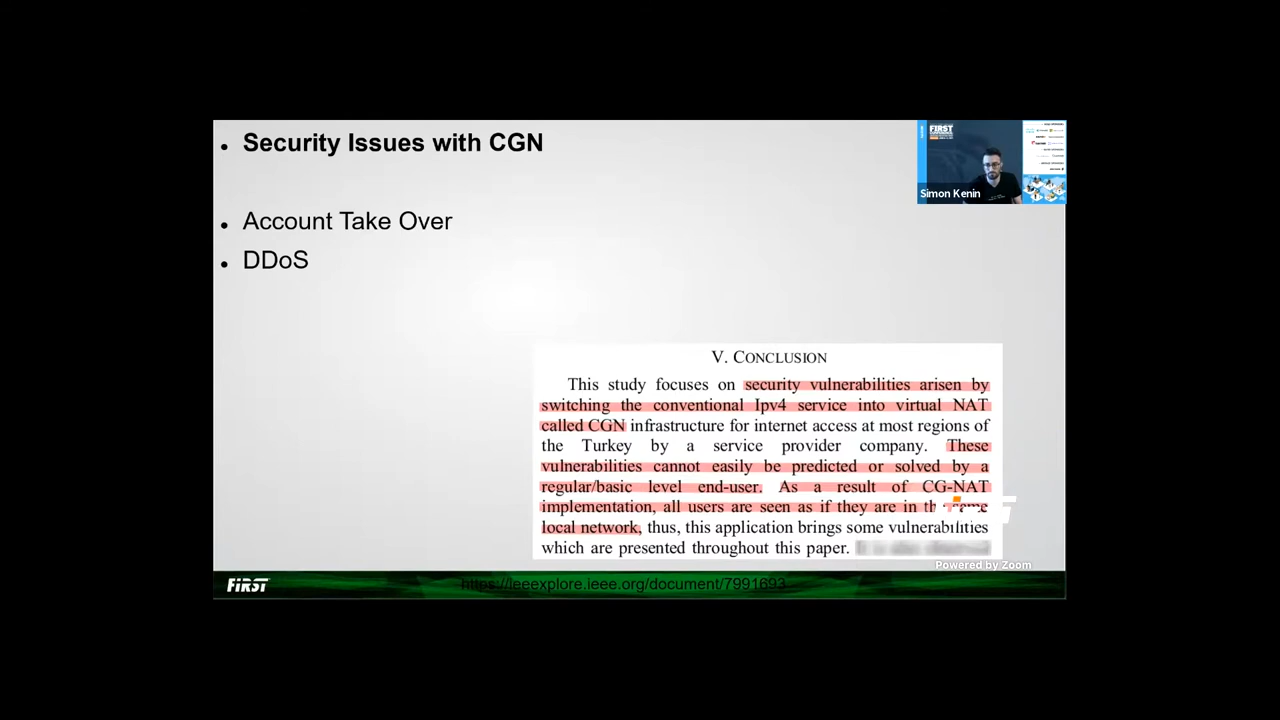 Security Issues with CGN
Account Take Over
DDoS
FIRST
Simon Kenin
V. CONCLUSION
This study focuses on security vulnerabilities arisen by
switching the conventional Ipv4 service into virtual NAT
called CGN infrastructure for internet access at most regions of
the Turkey by a service provider company. These
vulnerabilities cannot easily be predicted or solved by a
regular/basic level end-user. As a result of CG-NAT
implementation, all users are seen as if they are in the same
local network, thus, this application brings some vulnerabilities
which are presented throughout this paper.
Powered by Zoom
FIRST
https://ieeexplore.ieee.org/document/7991693